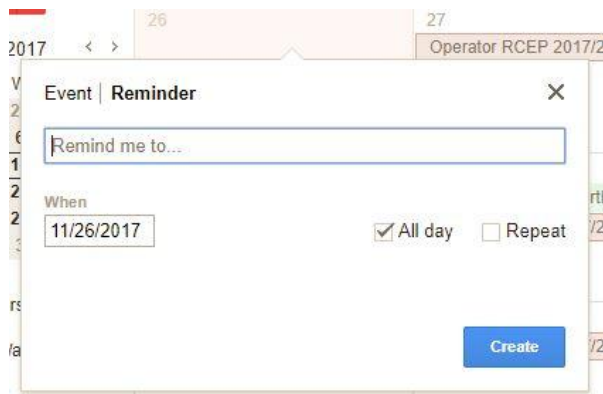 26
27
2017 < >
Operator RCEP 2017/2
Event | Reminder
Remind me to...
When
11/26/2017
All day
Repeat
Create